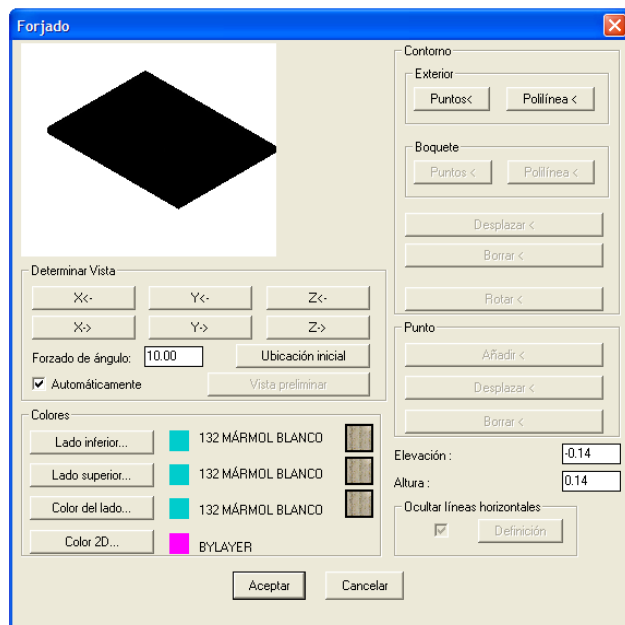 Forjado
Contorno
Exterior
Puntos<
Polilínea <
Boquete
Puntos <
Polilínea <
Desplazar <
Borrar <
Rotar <
Determinar Vista
X<-
Y<-
Z<-
X->
Y->
Z->
Forzado de ángulo:
10.00
Ubicación inicial
Automáticamente
Vista preliminar
Punto
Añadir <
Desplazar <
Borrar <
Colores
Lado inferior...
132 MÁRMOL BLANCO
Lado superior...
132 MÁRMOL BLANCO
Color del lado...
132 MÁRMOL BLANCO
Color 2D...
BYLAYER
Elevación :
-0.14
Altura :
0.14
Ocultar líneas horizontales
Definición
Aceptar
Cancelar